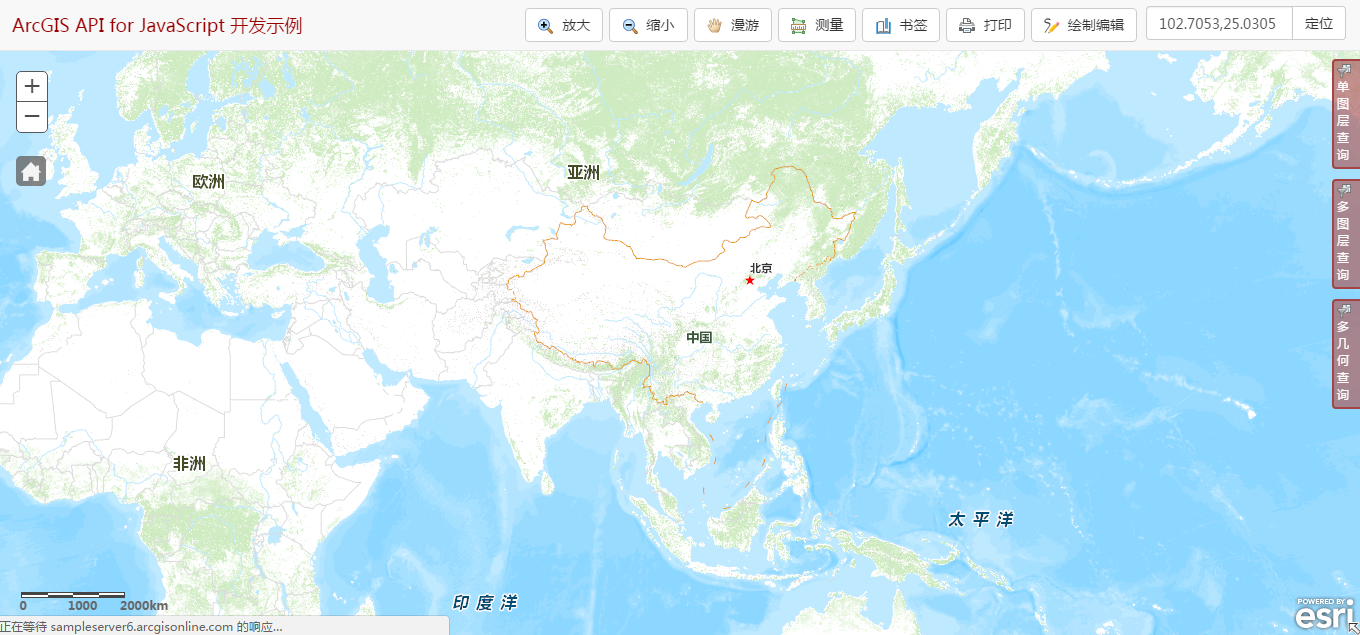 ArcGIS API for JavaScript 开发示例
放大 缩小 漫游 测量 书签 打印 绘制编辑 102.7053,25.0305 定位
+
−
单图层查询
多图层查询
多几何查询
亚洲
欧洲
北京
中国
非洲
太平洋
印度洋
0 1000 2000km
POWERED BY
esri
正在等待 sampleserver6.arcgisonline.com 的响应...